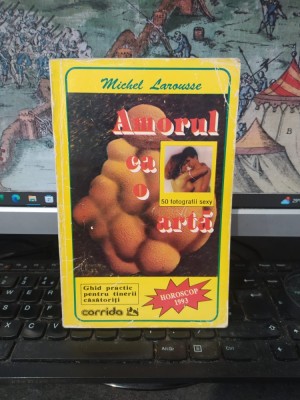 Michel Larousse
Amorul
ca
o
artă
50 fotografii sexy
Ghid practic
pentru tinerii
căsătoriți
HOROSCOP
1993
corrida